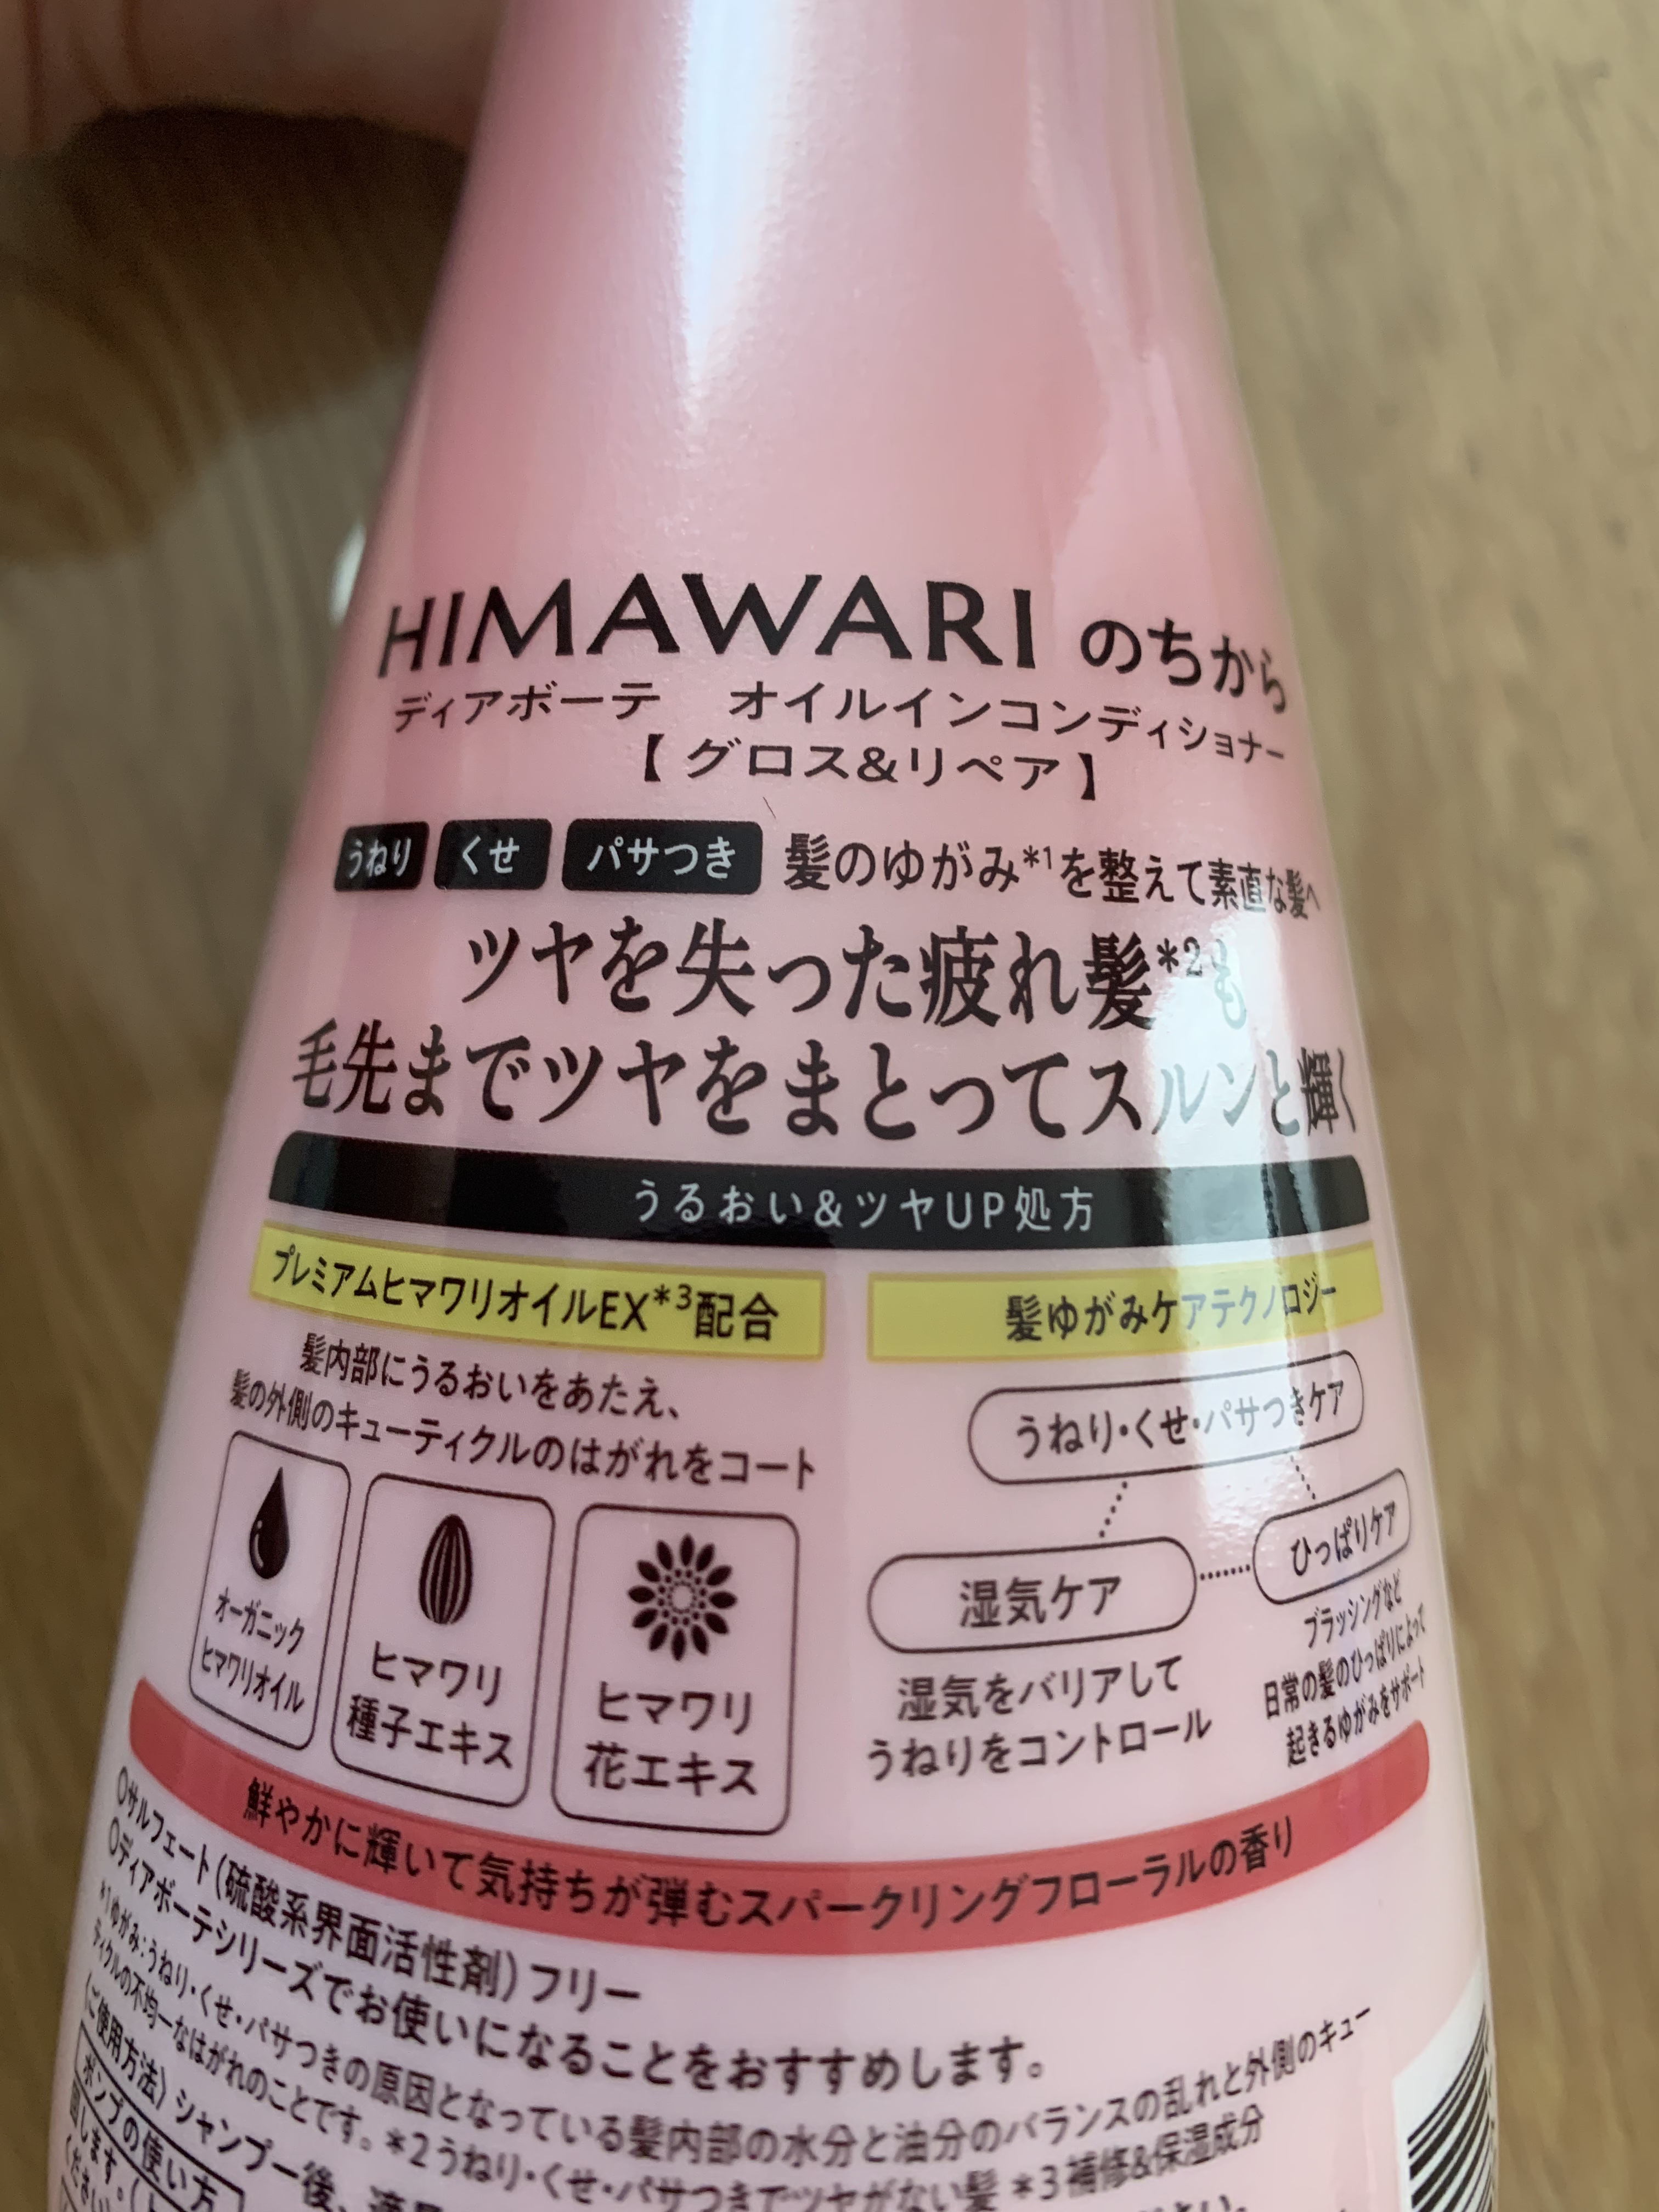 HIMAWARI のちから
ディアボーテ オイルインコンディショナー
【グロス&リペア】
うねり くせ パサつき 髪のゆがみ*1を整えて素直な髪へ
ツヤを失った疲れ髪*2も
毛先までツヤをまとってスルンと輝く
うるおい&ツヤUP処方
プレミアムヒマワリオイルEX*3配合
髪内部にうるおいをあたえ、
髪の外側のキューティクルのはがれをコート
オーガニック
ヒマワリオイル
ヒマワリ
種子エキス
ヒマワリ
花エキス
髪ゆがみケアテクノロジー
うねり・くせ・パサつきケア
湿気ケア
湿気をバリアして
うねりをコントロール
ひっぱりケア
ブラッシングなど
日常の髪のひっぱりによって
起きるゆがみをサポート
鮮やかに輝いて気持ちが弾むスパークリングフローラルの香り
○サルフェート(硫酸系界面活性剤)フリー
○ディアボーテシリーズでお使いになることをおすすめします。
*1ゆがみ:うねり・くせ・パサつきの原因となっている髪内部の水分と油分のバランスの乱れと外側のキュー
ティクルの不均一なはがれのことです。*2うねり・くせ・パサつきでツヤがない髪 *3補修&保湿成分
〈ご使用方法〉シャンプー後、適量
ポンプの使い方